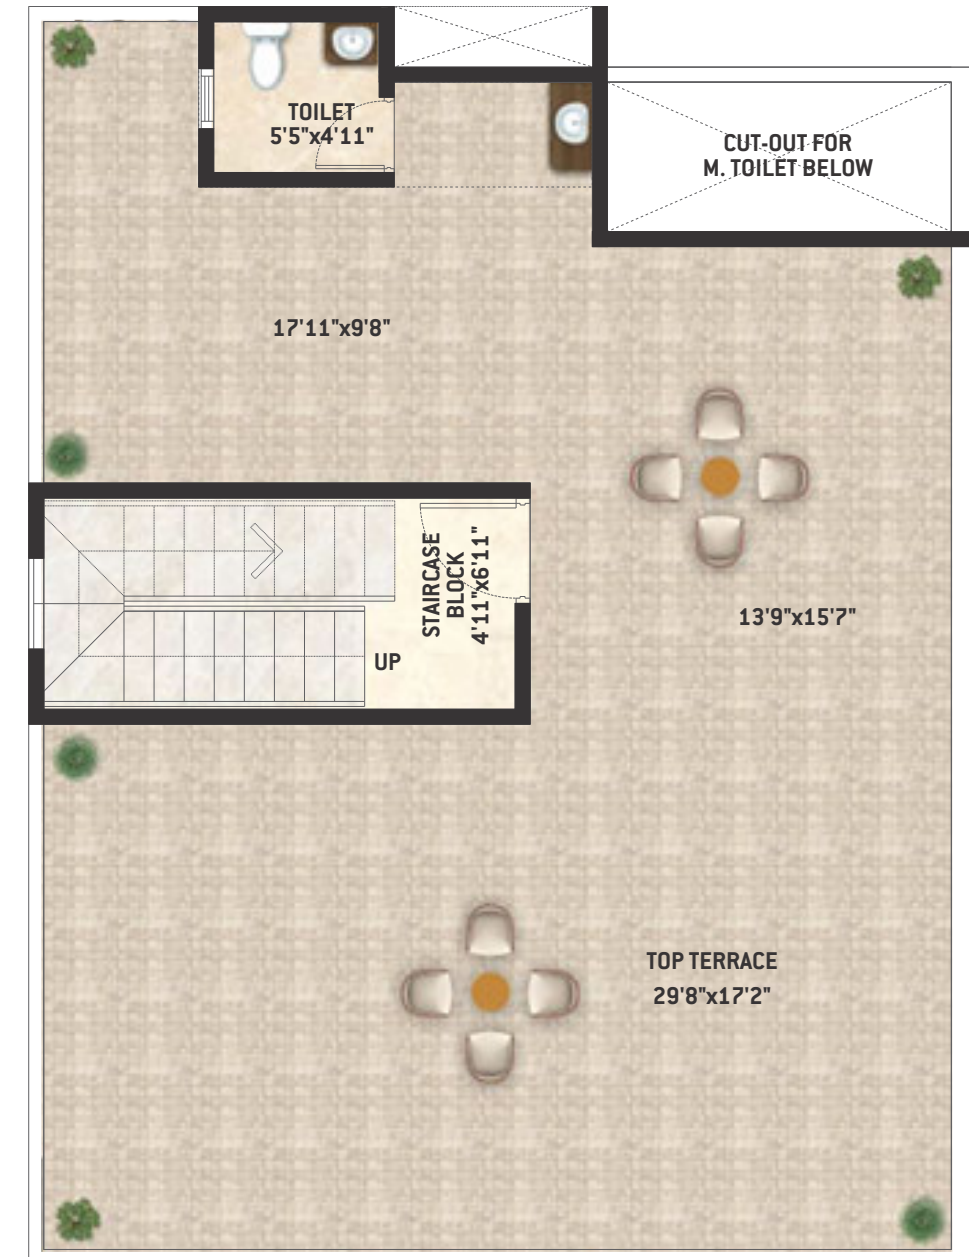 TOILET
5'5"x4'11"
CUT-OUT FOR
M. TOILET BELOW
17'11"x9'8"
STAIRCASE
BLOCK
4'11"x6'11"
UP
13'9"x15'7"
TOP TERRACE
29'8"x17'2"